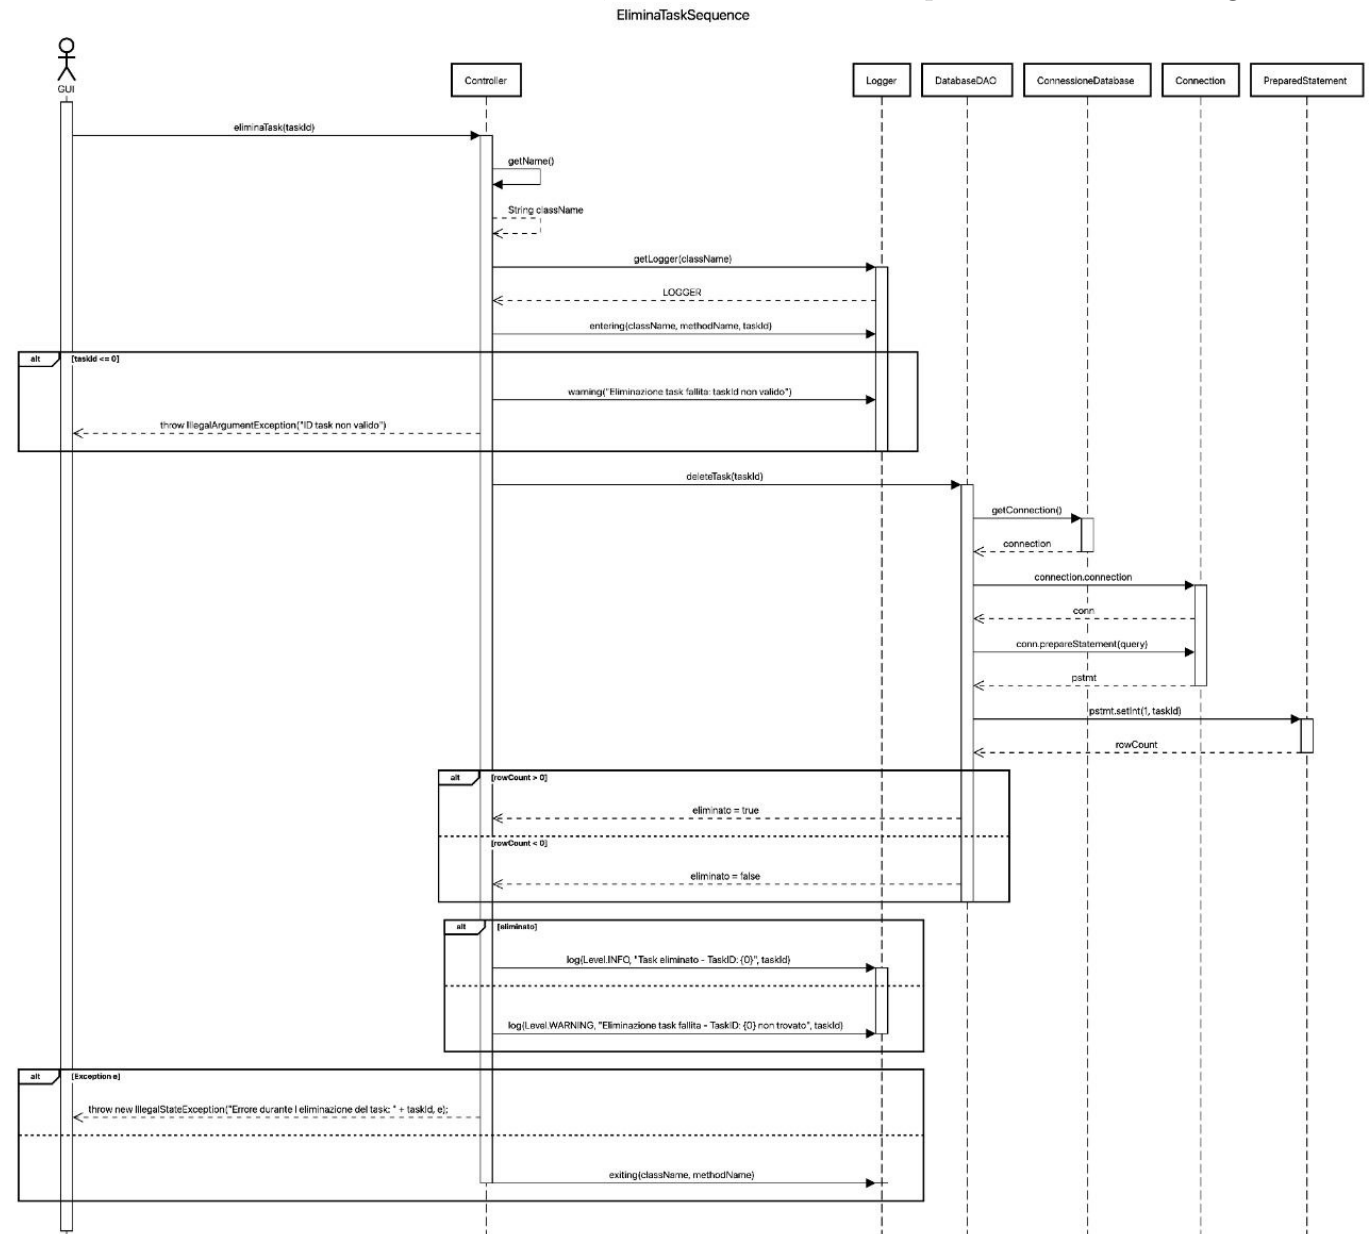 EliminaTaskSequence
GUI
Controller
Logger
DatabaseDAO
ConnessioneDatabase
Connection
PreparedStatement
eliminaTask(taskId)
getName()
String className
getLogger(className)
LOGGER
entering(className, methodName, taskId)
alt
[taskId <= 0]
warning("Eliminazione task fallita: taskId non valido")
throw IllegalArgumentException("ID task non valido")
deleteTask(taskId)
getConnection()
connection
connection.connection
conn
conn.prepareStatement(query)
pstmt
pstmt.setInt(1, taskId)
rowCount
alt
[rowCount > 0]
eliminato = true
[rowCount < 0]
eliminato = false
alt
[eliminato]
log(Level.INFO, "Task eliminato - TaskID: {0}", taskId)
log(Level.WARNING, "Eliminazione task fallita - TaskID: {0} non trovato", taskId)
alt
[Exception e]
throw new IllegalStateException("Errore durante l eliminazione del task: " + taskId, e);
exiting(className, methodName)